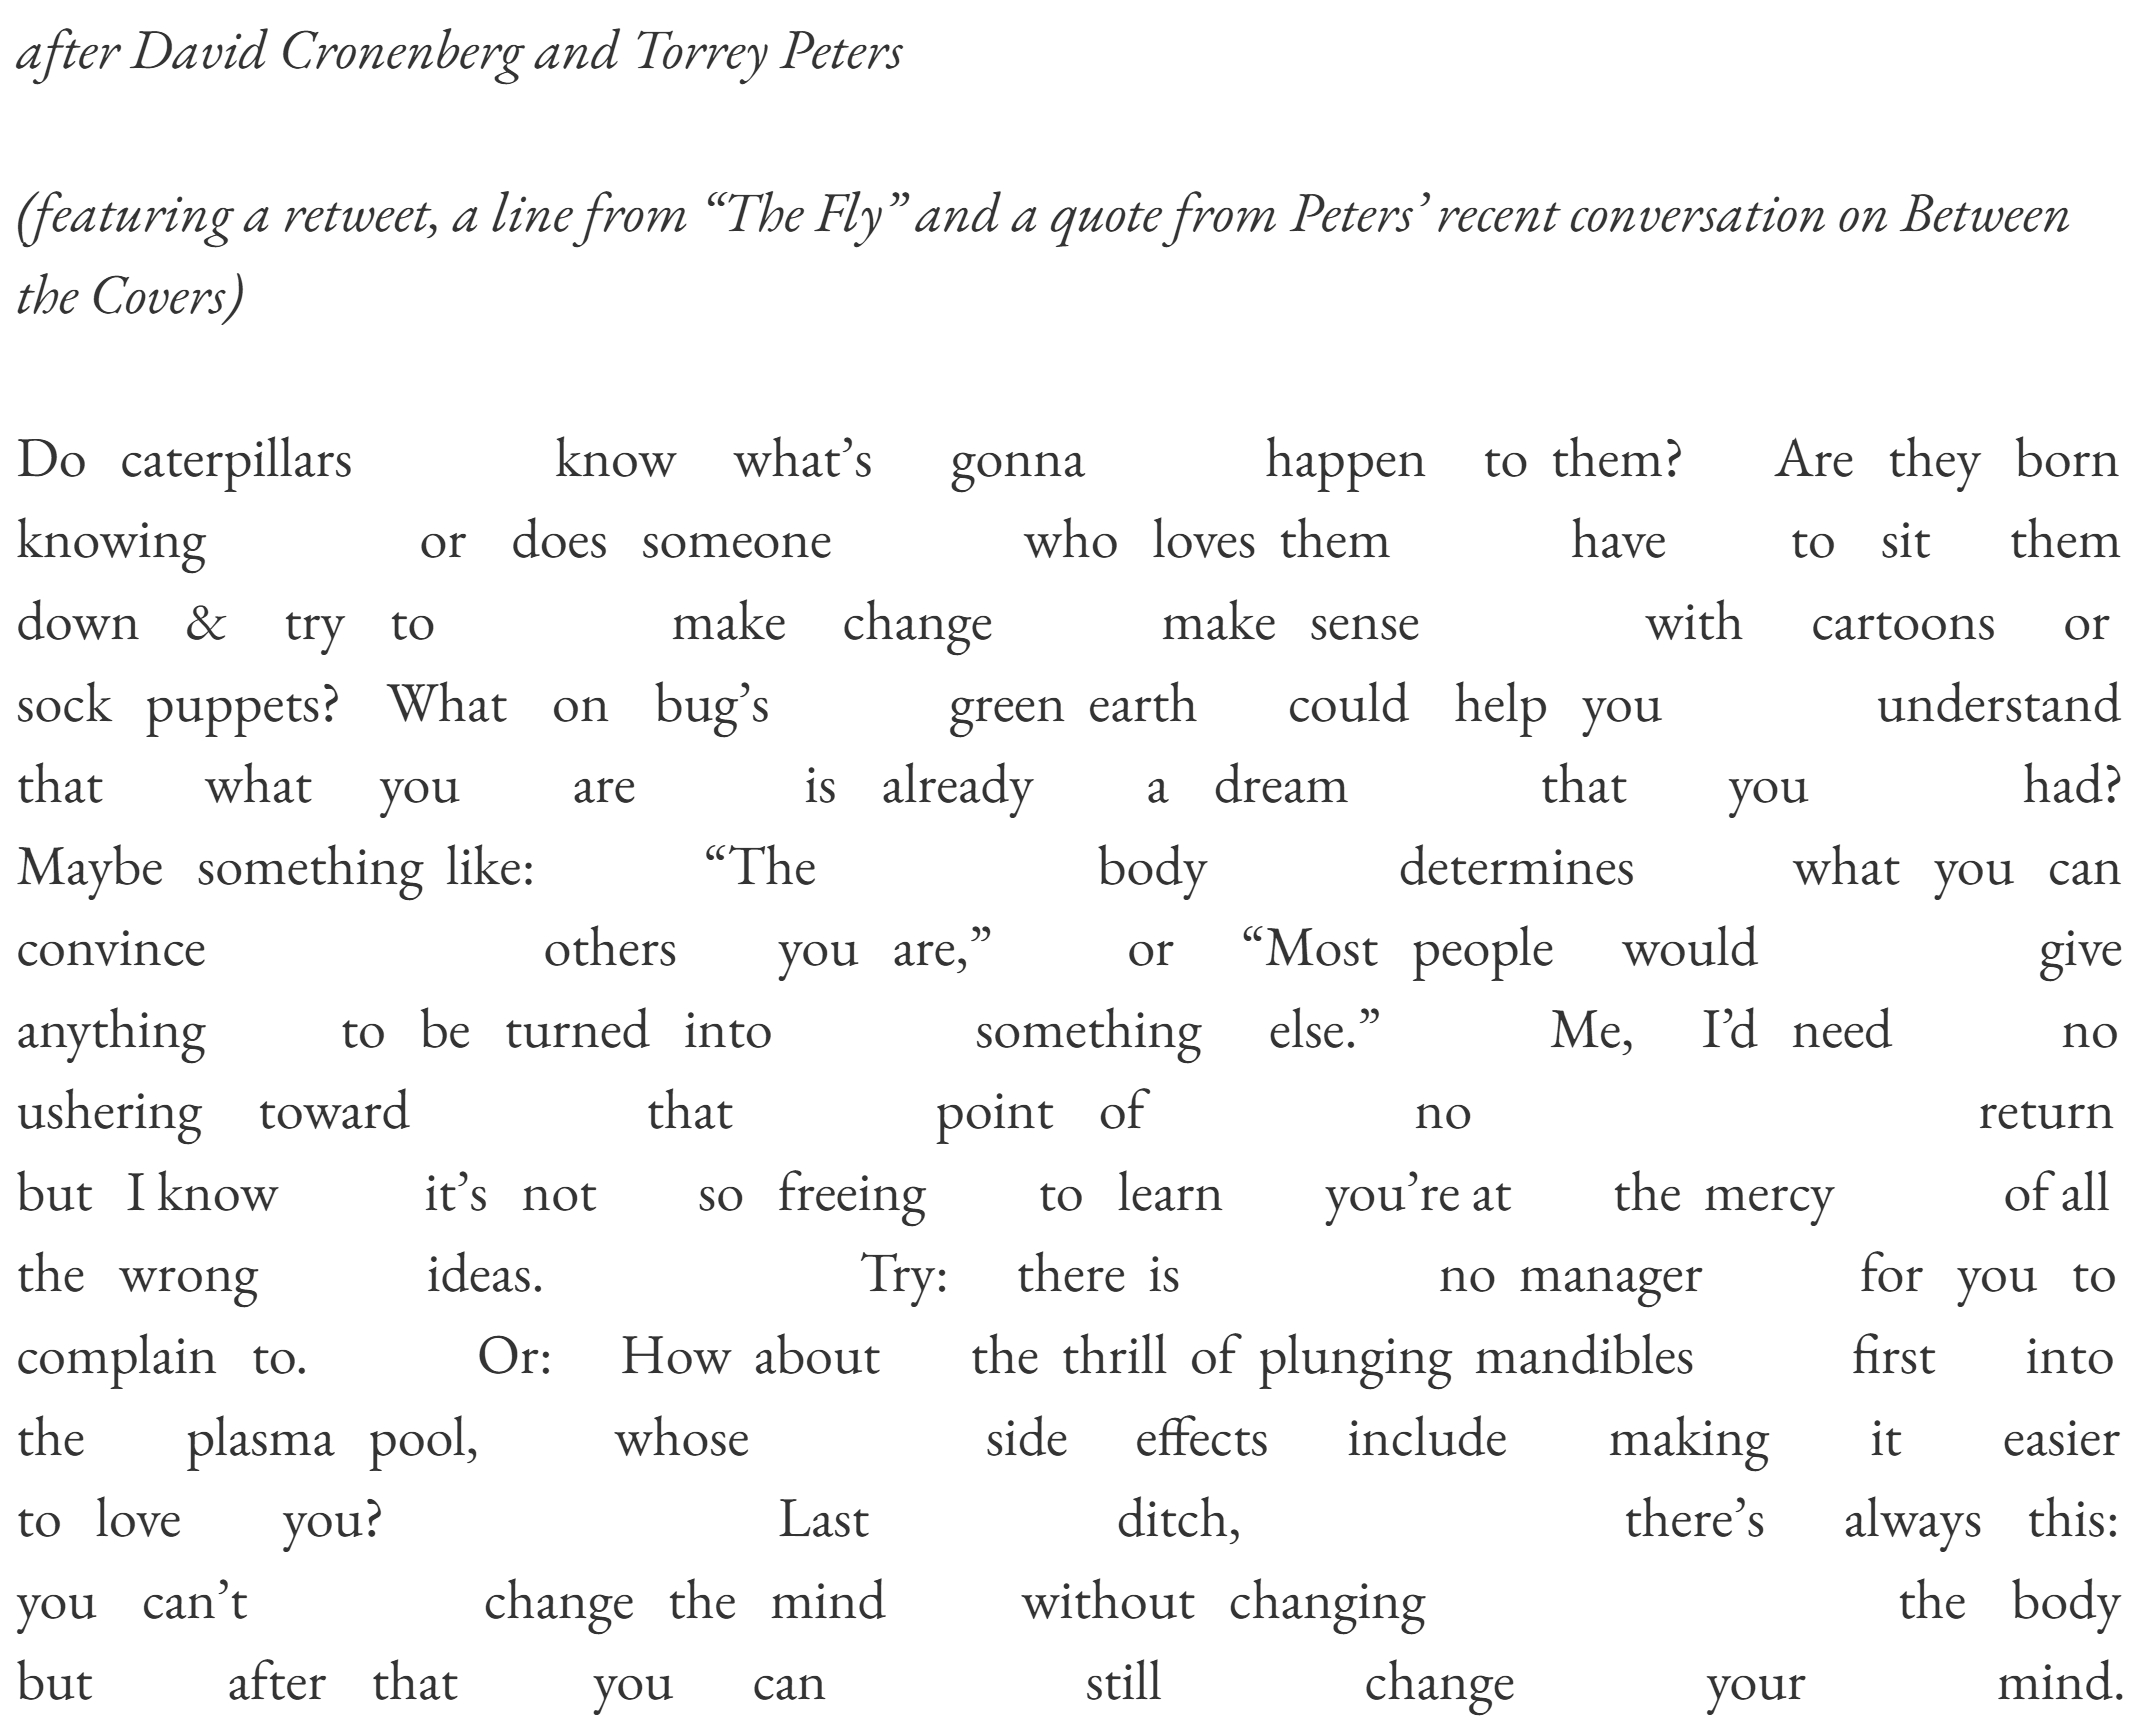 after David Cronenberg and Torrey Peters
(featuring a retweet, a line from “The Fly” and a quote from Peters’ recent conversation on Between
the Covers)
Do caterpillars know what’s gonna happen to them? Are they born
knowing or does someone who loves them have to sit them
down & try to make change make sense with cartoons or
sock puppets? What on bug’s green earth could help you understand
that what you are is already a dream that you had?
Maybe something like: “The body determines what you can
convince others you are,” or “Most people would give
anything to be turned into something else.” Me, I’d need no
ushering toward that point of no return
but I know it’s not so freeing to learn you’re at the mercy of all
the wrong ideas. Try: there is no manager for you to
complain to. Or: How about the thrill of plunging mandibles first into
the plasma pool, whose side effects include making it easier
to love you? Last ditch, there’s always this:
you can’t change the mind without changing the body
but after that you can still change your mind.